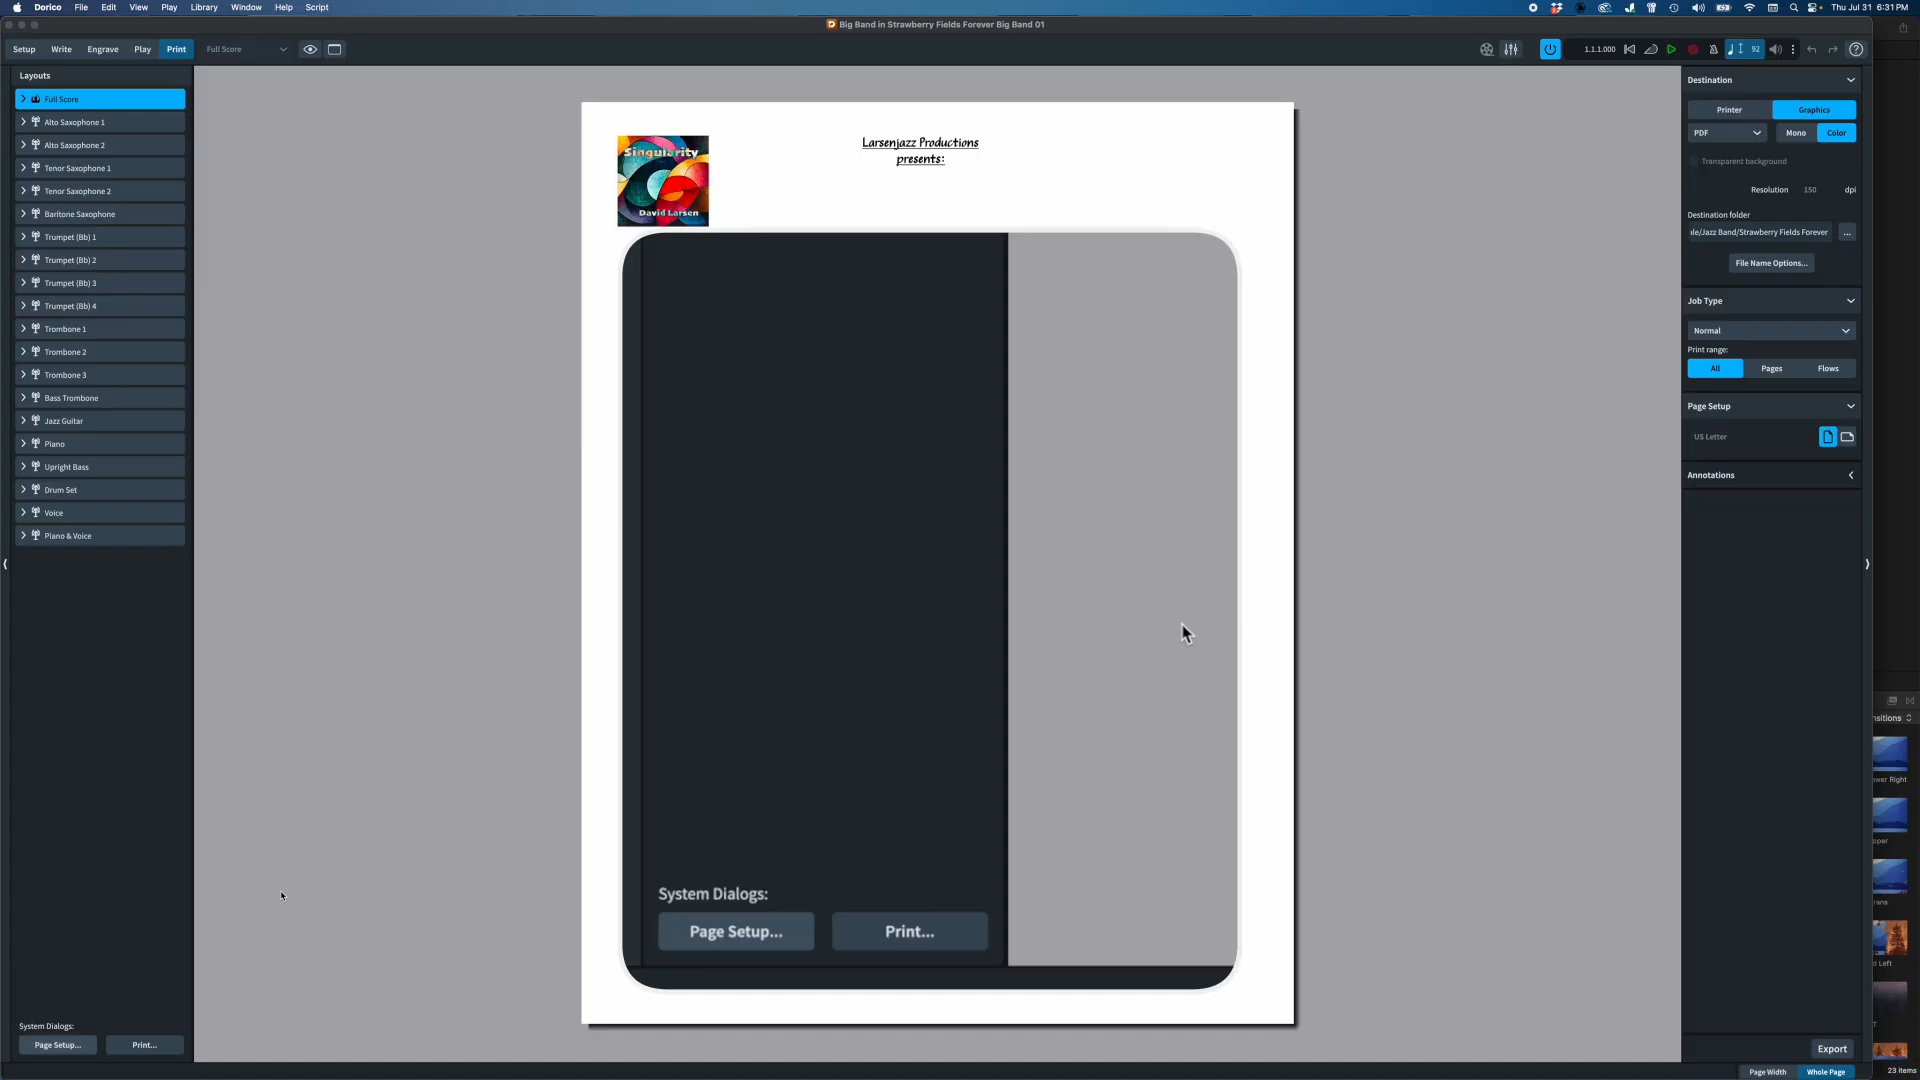 Dorico File Edit View Play Library Window Help Script
Thu Jul 31 6:31 PM
Big Band in Strawberry Fields Forever Big Band 01
Setup Write Engrave Play Print Full Score
1.1.1.000
92
Layouts
Full Score
Alto Saxophone 1
Alto Saxophone 2
Tenor Saxophone 1
Tenor Saxophone 2
Baritone Saxophone
Trumpet (Bb) 1
Trumpet (Bb) 2
Trumpet (Bb) 3
Trumpet (Bb) 4
Trombone 1
Trombone 2
Trombone 3
Bass Trombone
Jazz Guitar
Piano
Upright Bass
Drum Set
Voice
Piano & Voice
System Dialogs:
Page Setup... Print...
Singularity
David Larsen
Larsenjazz Productions
presents:
System Dialogs:
Page Setup... Print...
Destination
Printer Graphics
PDF Mono Color
Transparent background
Resolution 150 dpi
Destination folder
le/Jazz Band/Strawberry Fields Forever ...
File Name Options...
Job Type
Normal
Print range:
All Pages Flows
Page Setup
US Letter
Annotations
Export
Page Width Whole Page
nsitions
wer Right
pper
rans
d Left
T
23 items